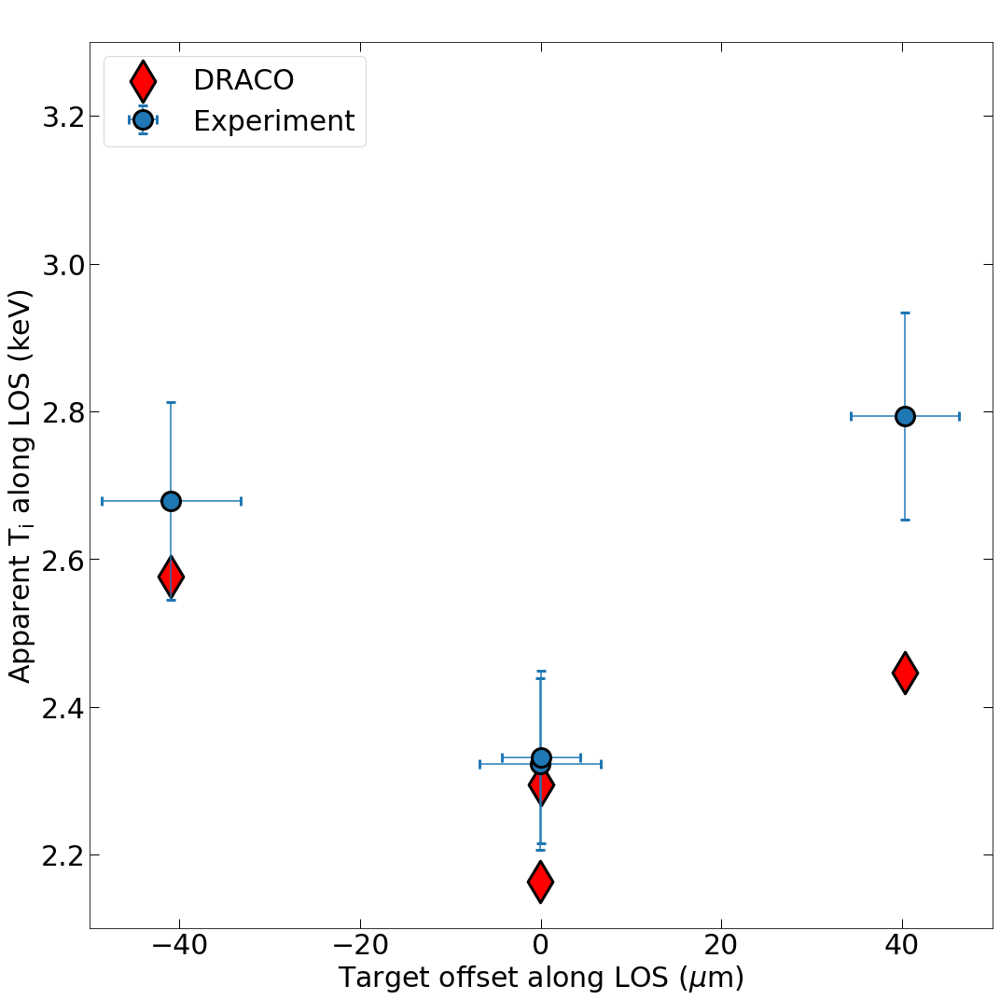 DRACO
Experiment
3.2
3.0
2.8
2.6
2.4
2.2
−40
−20
0
20
40
Apparent Tᵢ along LOS (keV)
Target offset along LOS (μm)